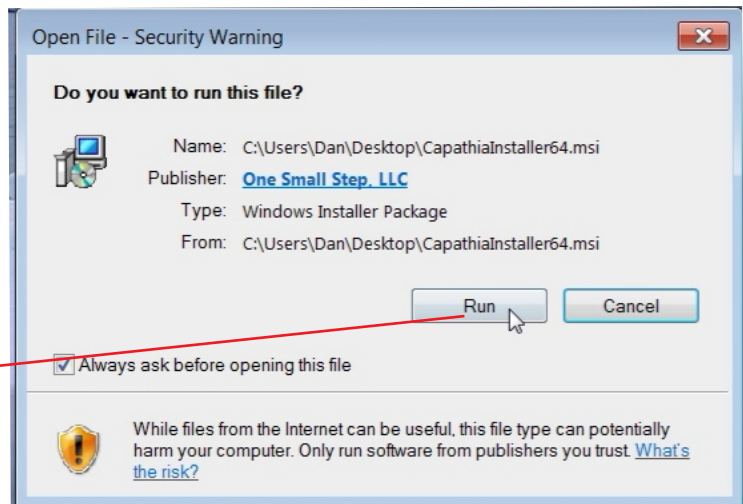 Open File - Security Warning
Do you want to run this file?
Name: C:\Users\Dan\Desktop\CapathiaInstaller64.msi
Publisher: One Small Step, LLC
Type: Windows Installer Package
From: C:\Users\Dan\Desktop\CapathiaInstaller64.msi
Run Cancel
Always ask before opening this file
While files from the Internet can be useful, this file type can potentially
harm your computer. Only run software from publishers you trust. What's
the risk?